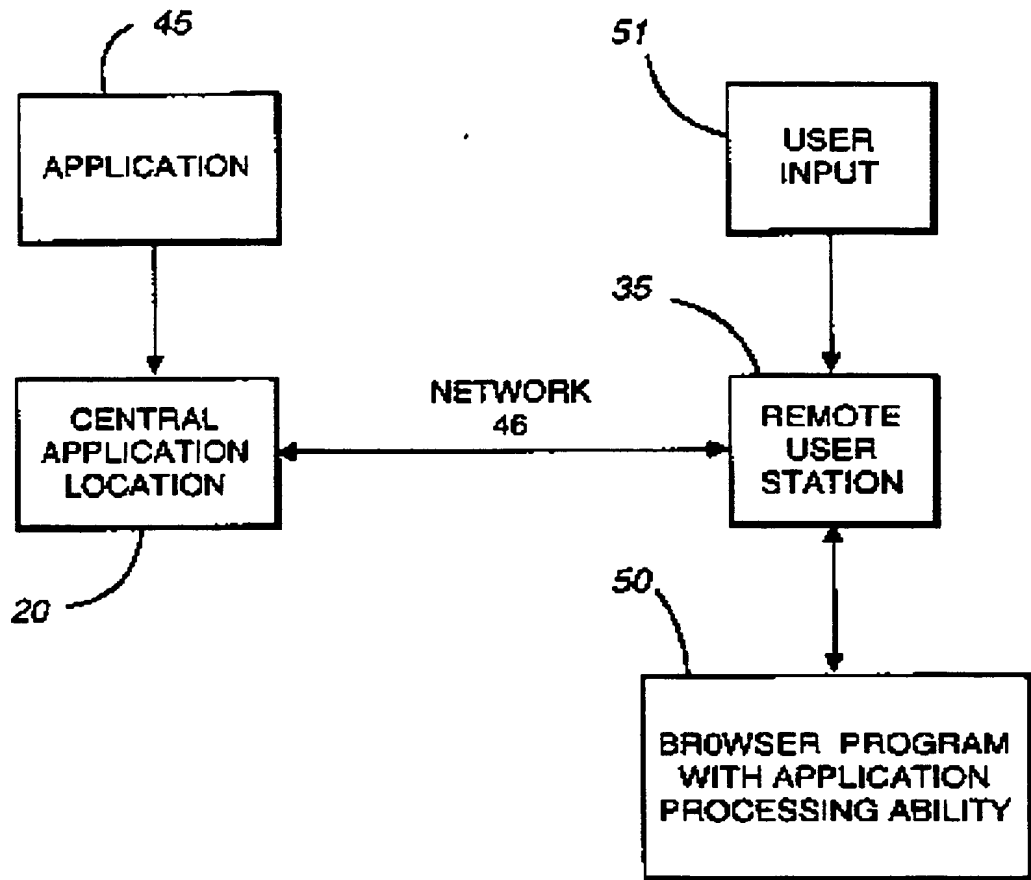 45
APPLICATION
51
USER
INPUT
35
CENTRAL
APPLICATION
LOCATION
NETWORK
46
REMOTE
USER
STATION
20
50
BROWSER PROGRAM
WITH APPLICATION
PROCESSING ABILITY